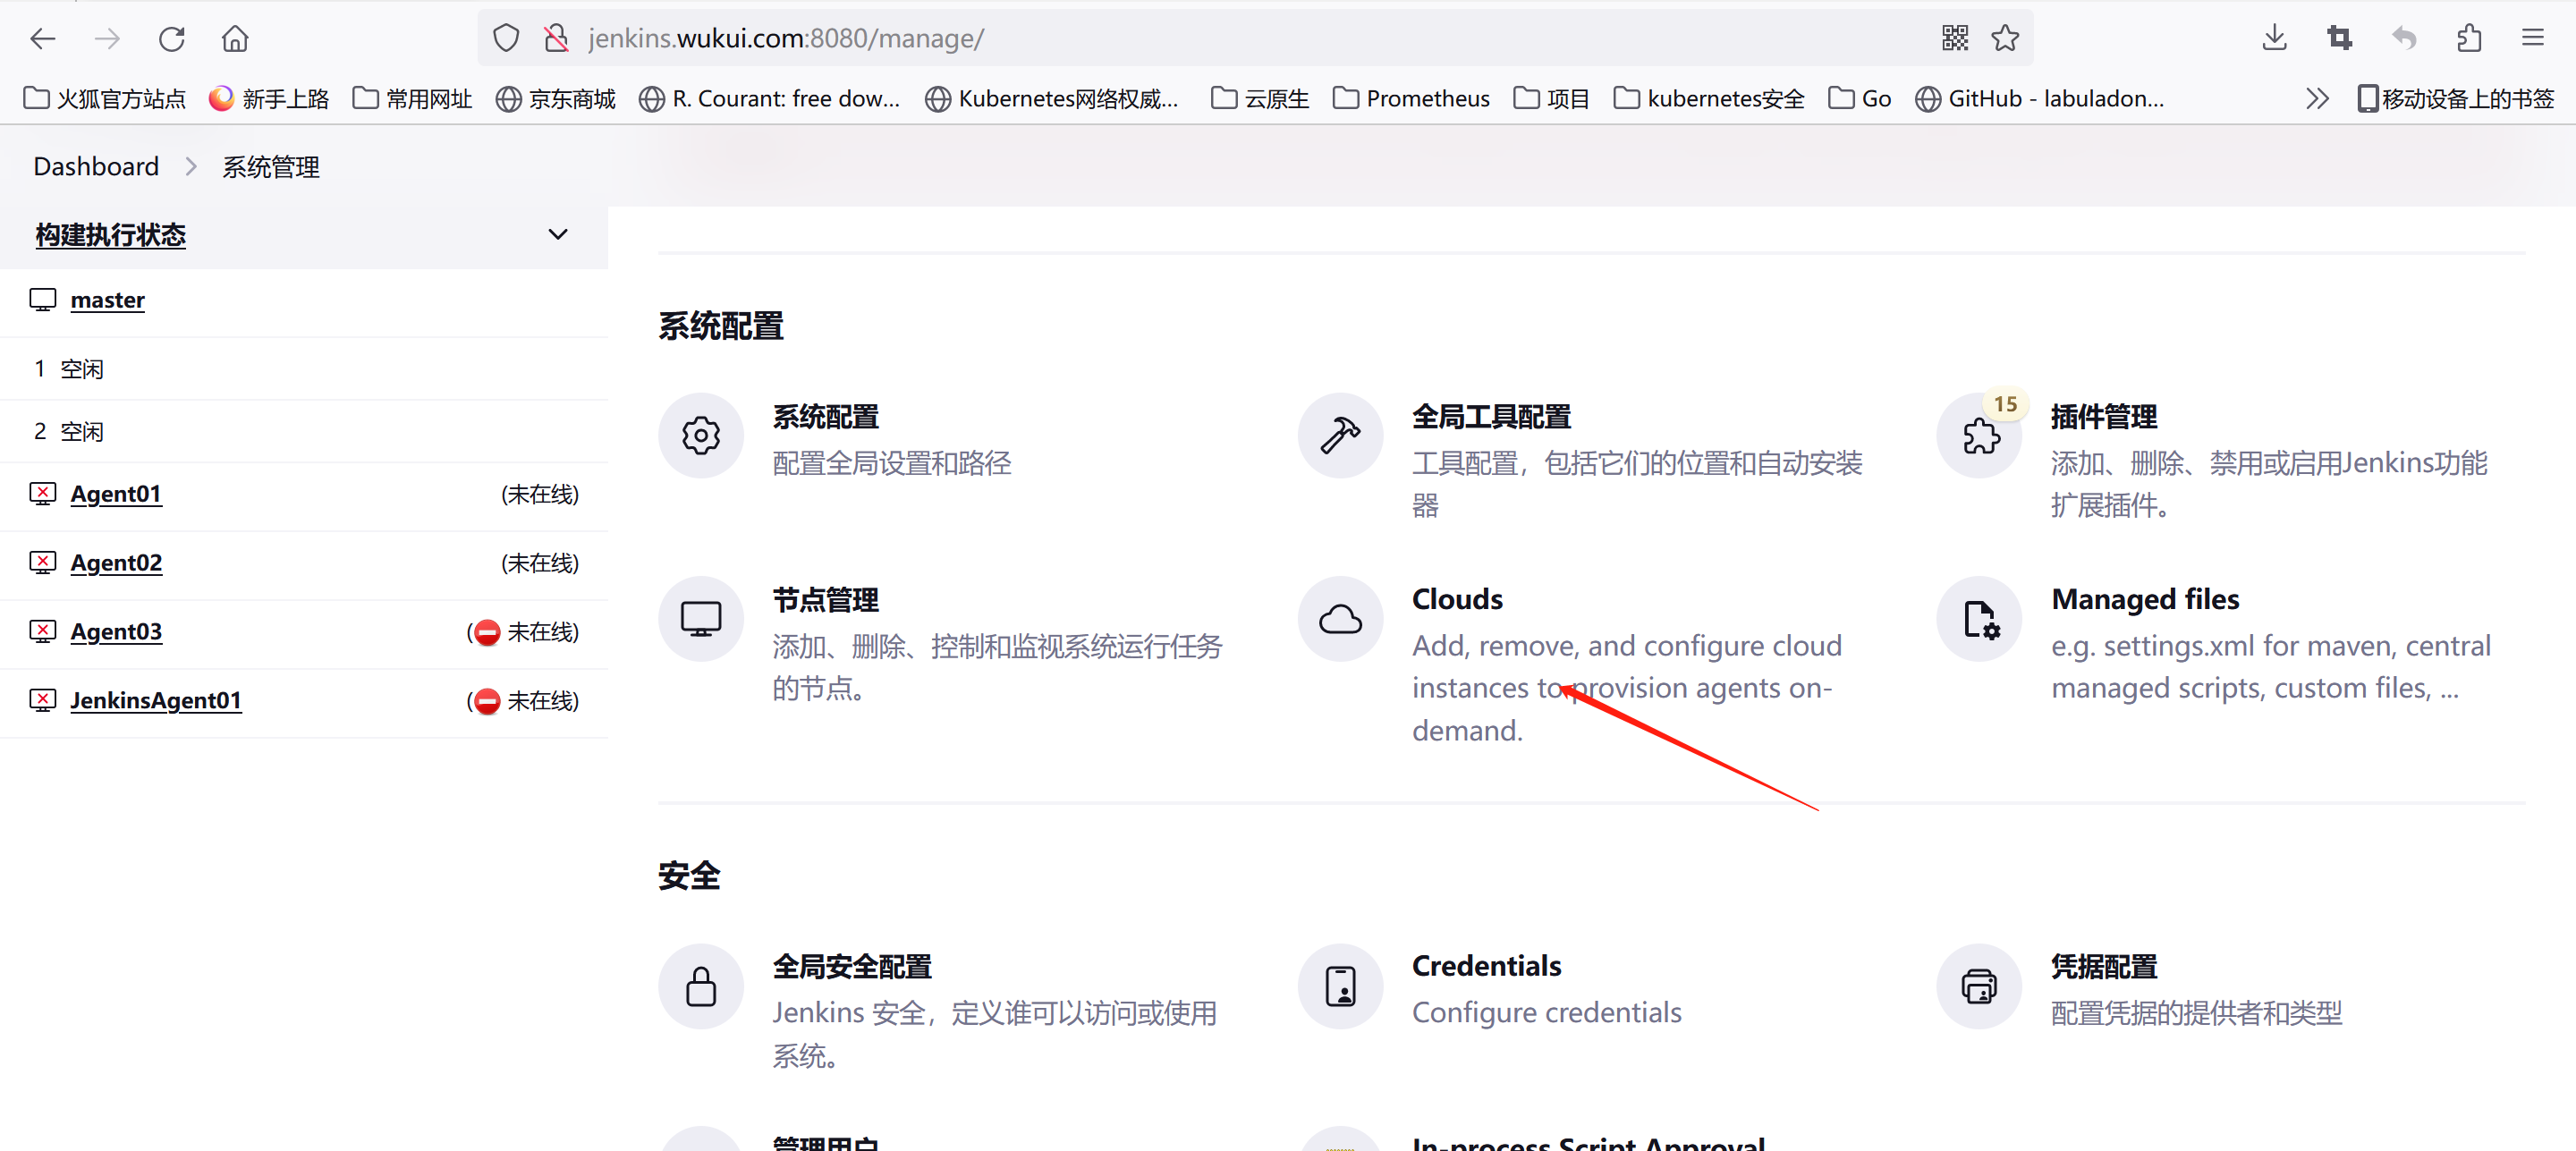 jenkins.wukui.com:8080/manage/
火狐官方站点 新手上路 常用网址 京东商城 R. Courant: free dow... Kubernetes网络权威... 云原生 Prometheus 项目 kubernetes安全 Go GitHub - labuladon... 移动设备上的书签
Dashboard 系统管理
构建执行状态
master
1 空闲
2 空闲
Agent01 (未在线)
Agent02 (未在线)
Agent03 (未在线)
JenkinsAgent01 (未在线)
系统配置
系统配置
配置全局设置和路径
全局工具配置
工具配置，包括它们的位置和自动安装
器
15
插件管理
添加、删除、禁用或启用Jenkins功能
扩展插件。
节点管理
添加、删除、控制和监视系统运行任务
的节点。
Clouds
Add, remove, and configure cloud
instances to provision agents on-
demand.
Managed files
e.g. settings.xml for maven, central
managed scripts, custom files, ...
安全
全局安全配置
Jenkins 安全，定义谁可以访问或使用
系统。
Credentials
Configure credentials
凭据配置
配置凭据的提供者和类型
管理用户
In-process Script Approval